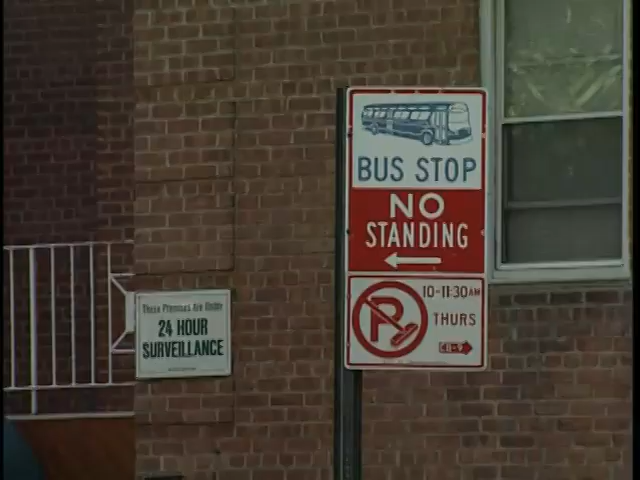 BUS STOP
NO
STANDING
10-11:30AM
THURS
P
These Premises Are Under
24 HOUR
SURVEILLANCE